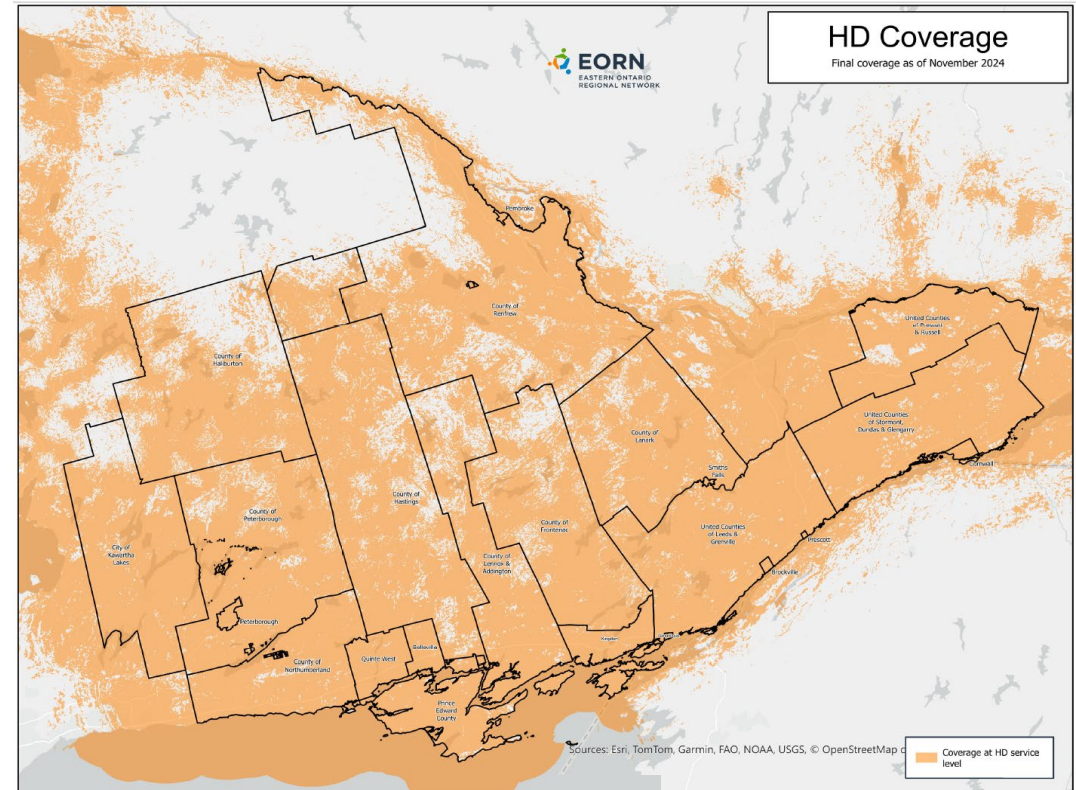 HD Coverage
Final coverage as of November 2024
EORN
EASTERN ONTARIO
REGIONAL NETWORK
Pembroke
County of
Renfrew
United Counties
of Prescott
& Russell
County of
Haliburton
United Counties
of Stormont,
Dundas & Glengarry
County of
Lanark
Smiths
Falls
Cornwall
County of
Hastings
County of
Peterborough
County of
Frontenac
United Counties
of Leeds &
Grenville
Prescott
City of
Kawartha
Lakes
County of
Lennox &
Addington
Brockville
Peterborough
Kingston
Belleville
Quinte West
County of
Northumberland
Prince
Edward
County
Sources: Esri, TomTom, Garmin, FAO, NOAA, USGS, © OpenStreetMap
Coverage at HD service
level